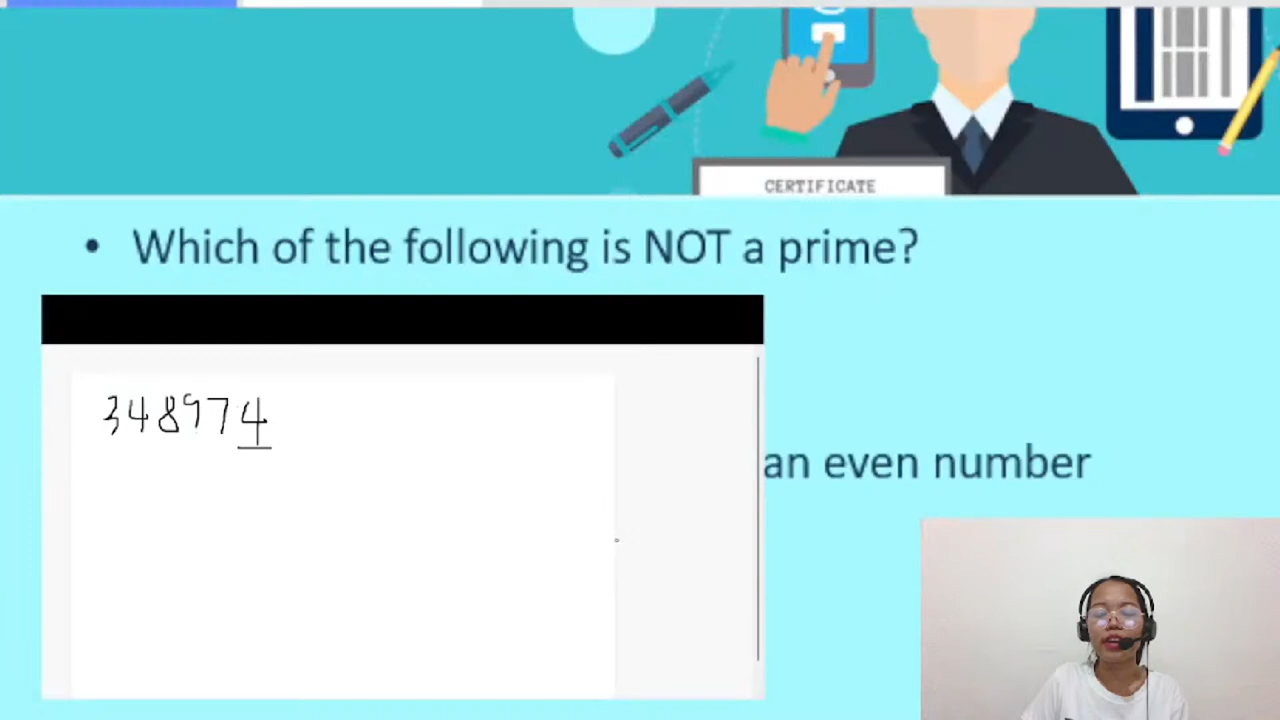 CERTIFICATE
• Which of the following is NOT a prime?
348974
an even number